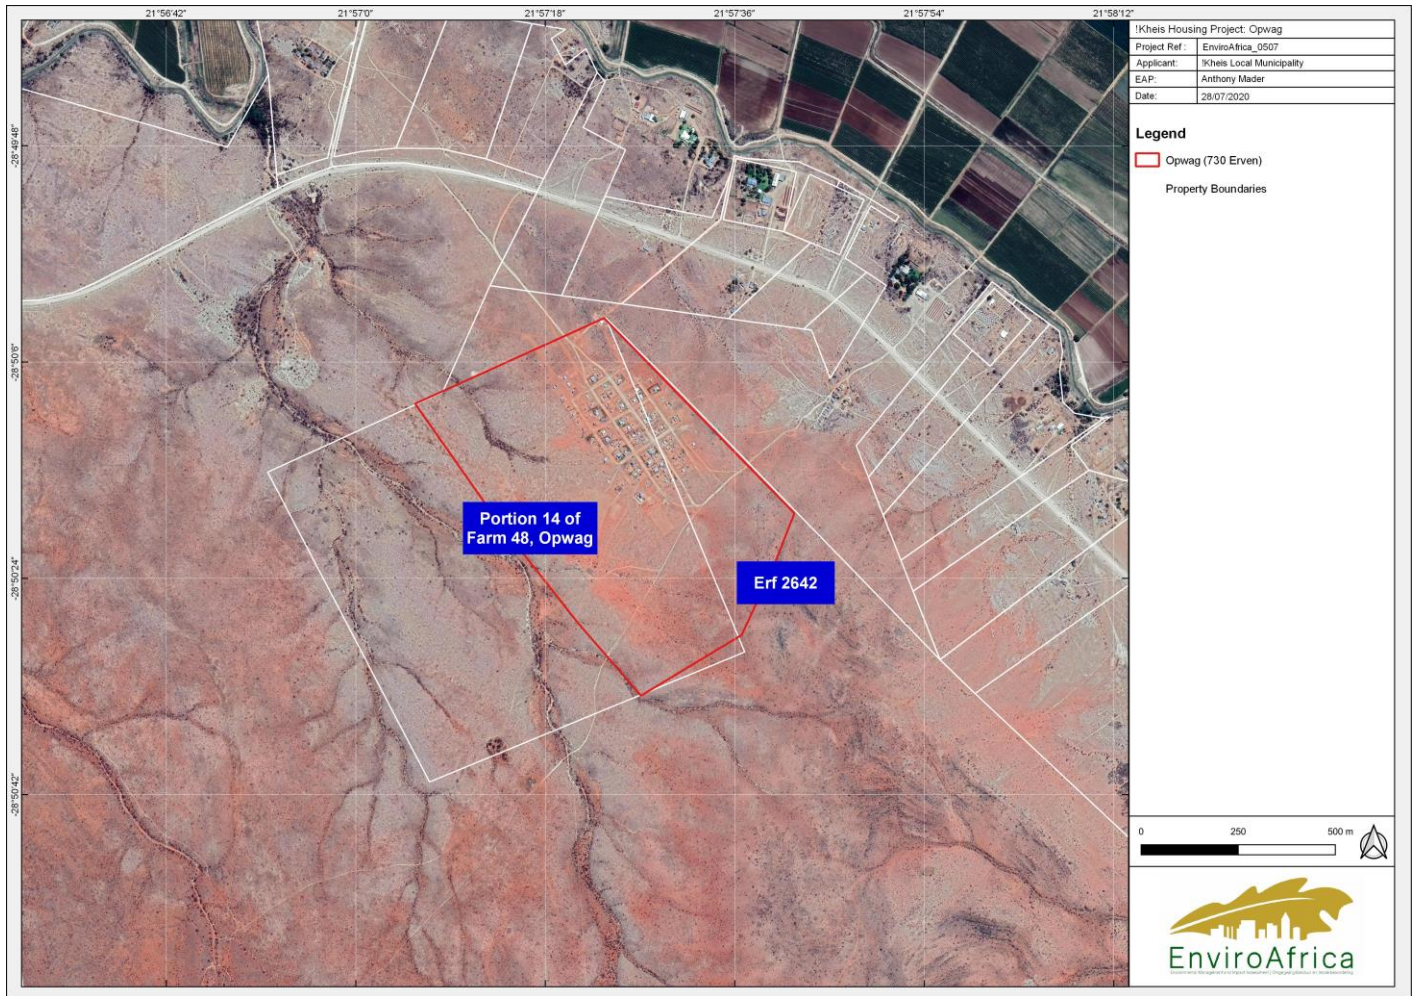 21°56'42"
21°57'0"
21°57'18"
21°57'36"
21°57'54"
21°58'12"
-28°49'48"
-28°50'6"
-28°50'24"
-28°50'42"
Portion 14 of
Farm 48, Opwag
Erf 2642
!Kheis Housing Project: Opwag
Project Ref : EnviroAfrica_0507
Applicant: !Kheis Local Municipality
EAP: Anthony Mader
Date: 28/07/2020
Legend
Opwag (730 Erven)
Property Boundaries
0 250 500 m
EnviroAfrica